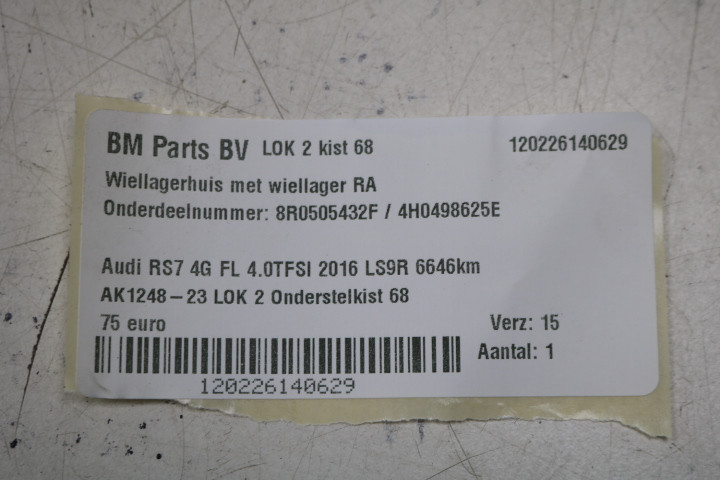 BM Parts BV LOK 2 kist 68 120226140629
Wiellagerhuis met wiellager RA
Onderdeelnummer: 8R0505432F / 4H0498625E
Audi RS7 4G FL 4.0TFSI 2016 LS9R 6646km
AK1248-23 LOK 2 Onderstelkist 68
75 euro Verz: 15
Aantal: 1
120226140629